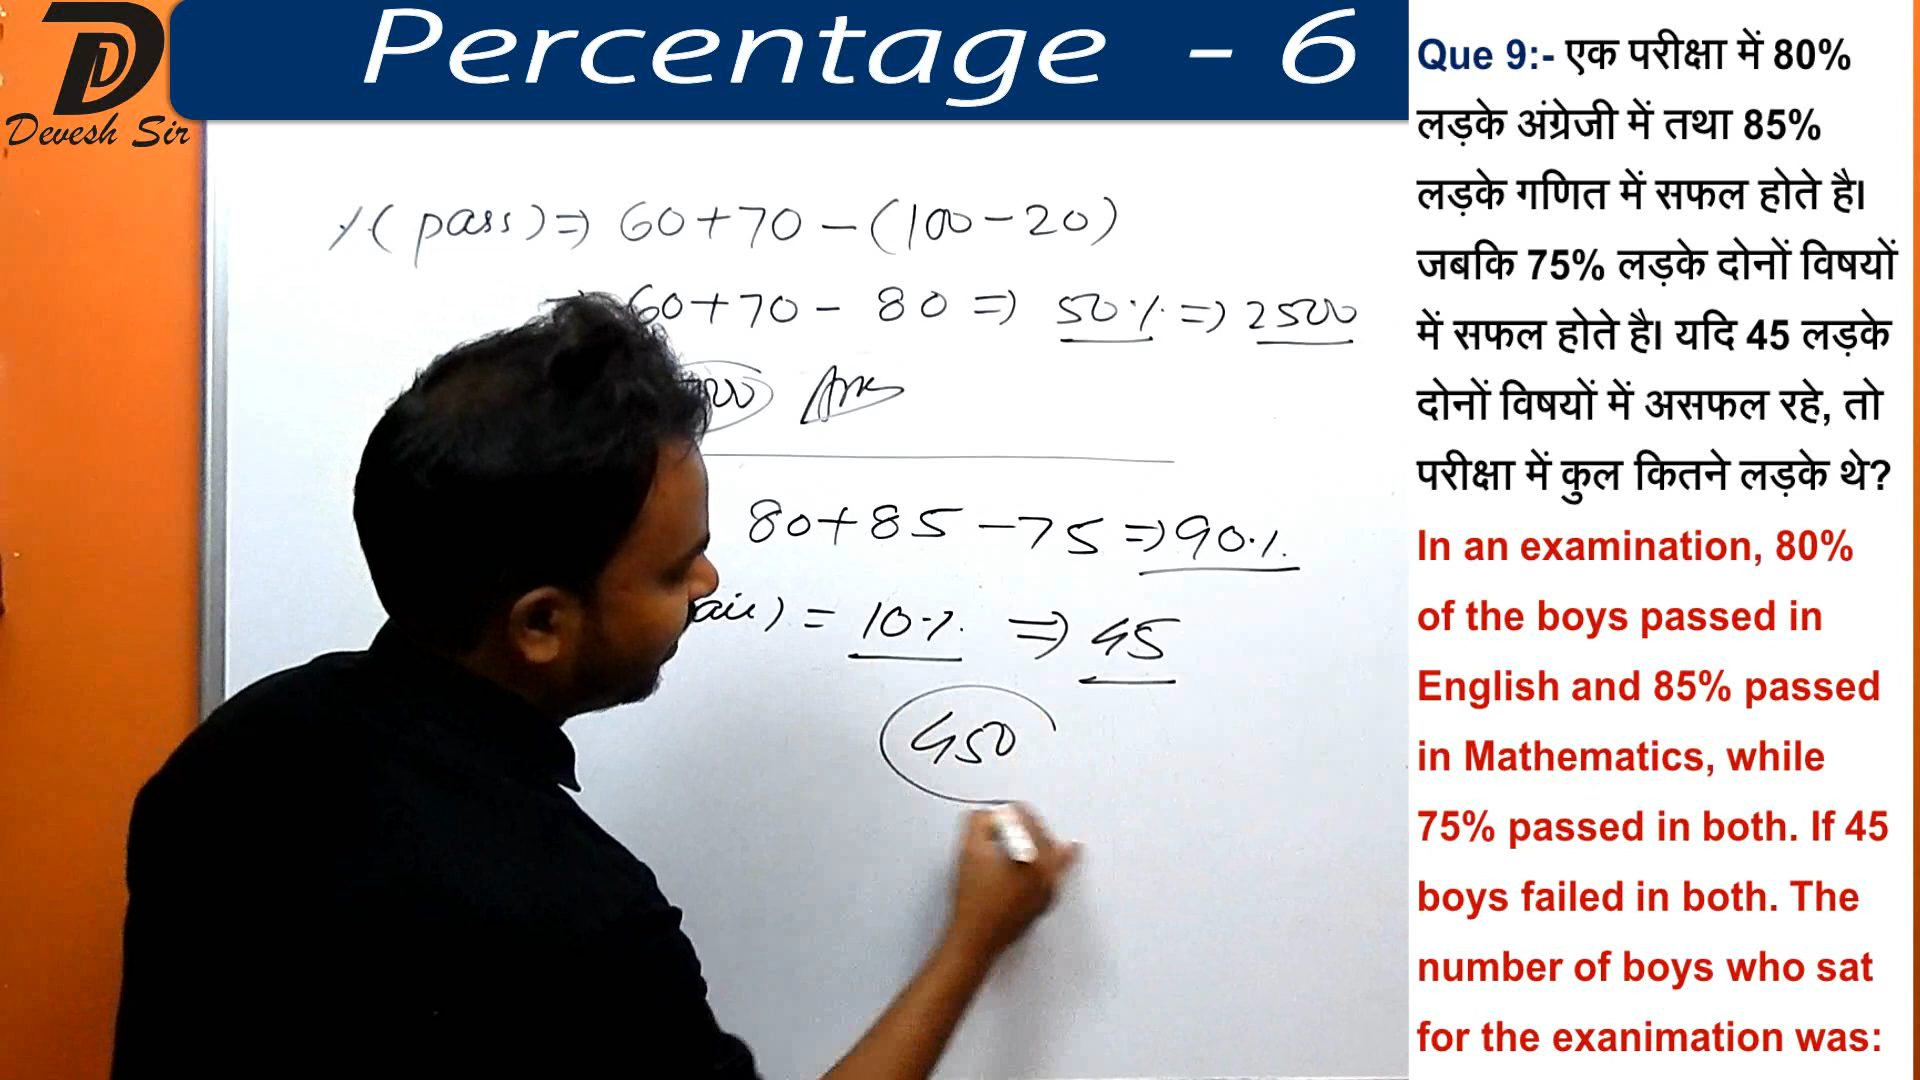 Devesh Sir
Percentage - 6
% ( pass ) ⇒ 60 + 70 - (100 - 20)
60 + 70 - 80 ⇒ 50% ⇒ 2500
Ans
80 + 85 - 75 ⇒ 90%
= 10% ⇒ 45
450
Que 9:- एक परीक्षा में 80%
लड़के अंग्रेजी में तथा 85%
लड़के गणित में सफल होते है।
जबकि 75% लड़के दोनों विषयों
में सफल होते है। यदि 45 लड़के
दोनों विषयों में असफल रहे, तो
परीक्षा में कुल कितने लड़के थे?
In an examination, 80%
of the boys passed in
English and 85% passed
in Mathematics, while
75% passed in both. If 45
boys failed in both. The
number of boys who sat
for the exanimation was: